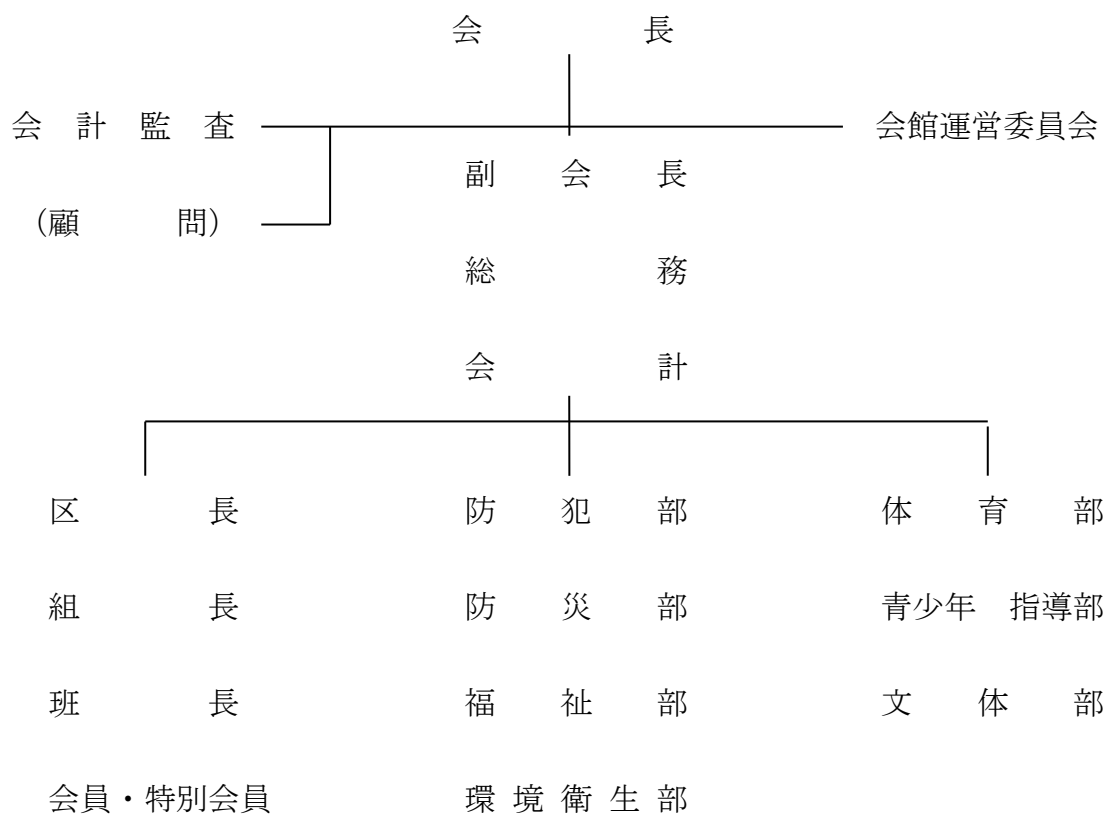 会長
会計監査
会館運営委員会
副会長
(顧問)
総務
会計
区長
防犯部
体育部
組長
防災部
青少年 指導部
班長
福祉部
文体部
会員・特別会員
環境衛生部